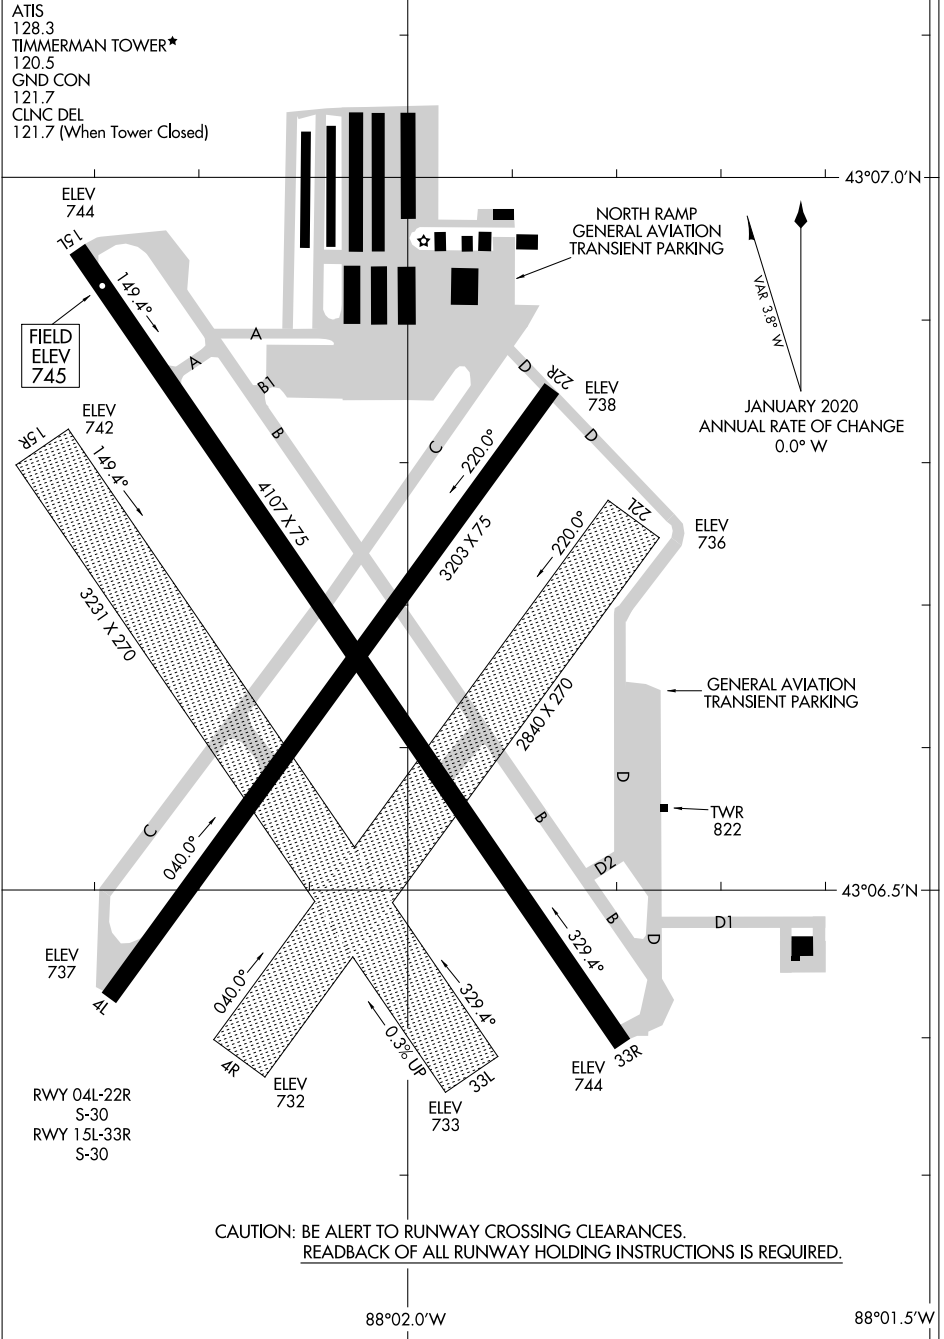 ATIS
128.3
TIMMERMAN TOWER★
120.5
GND CON
121.7
CLNC DEL
121.7 (When Tower Closed)
43°07.0'N
ELEV
744
15L
NORTH RAMP
GENERAL AVIATION
TRANSIENT PARKING
VAR 3.8° W
149.4°
FIELD
ELEV
745
A
A
B1
D
22R
ELEV
738
JANUARY 2020
ANNUAL RATE OF CHANGE
0.0° W
ELEV
742
15R
149.4°
B
C
220.0°
D
4107 X 75
3203 X 75
22L
220.0°
ELEV
736
3231 X 270
2840 X 270
GENERAL AVIATION
TRANSIENT PARKING
D
TWR
822
C
040.0°
B
D2
43°06.5'N
B
D
D1
ELEV
737
4L
040.0°
329.4°
329.4°
0.3% UP
4R
ELEV
732
33L
ELEV
733
33R
ELEV
744
RWY 04L-22R
S-30
RWY 15L-33R
S-30
CAUTION: BE ALERT TO RUNWAY CROSSING CLEARANCES.
READBACK OF ALL RUNWAY HOLDING INSTRUCTIONS IS REQUIRED.
88°02.0'W
88°01.5'W